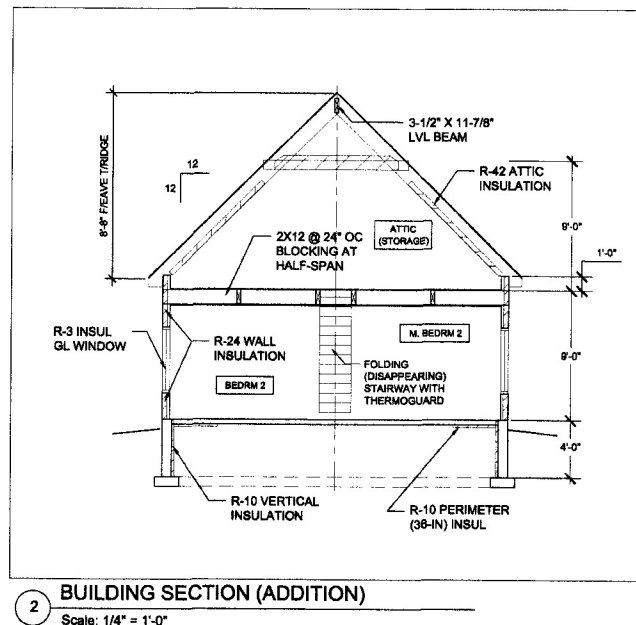 3-1/2" X 11-7/8"
LVL BEAM
8'-8" F/EAVE T/RIDGE
12
12
R-42 ATTIC
INSULATION
ATTIC
(STORAGE)
2X12 @ 24" OC
BLOCKING AT
HALF-SPAN
9'-0"
1'-0"
R-3 INSUL
GL WINDOW
R-24 WALL
INSULATION
M. BEDRM 2
FOLDING
(DISAPPEARING)
STAIRWAY WITH
THERMOGUARD
BEDRM 2
9'-0"
4'-0"
R-10 VERTICAL
INSULATION
R-10 PERIMETER
(36-IN) INSUL
2
BUILDING SECTION (ADDITION)
Scale: 1/4" = 1'-0"